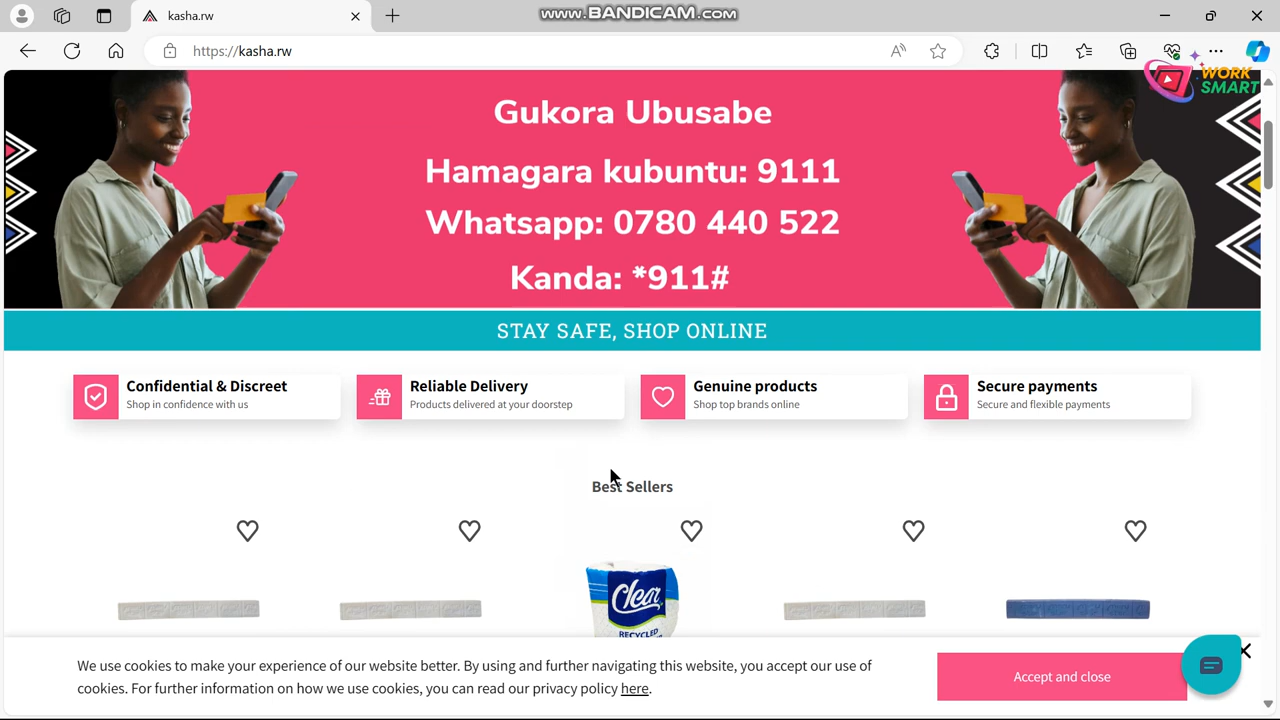 www.BANDICAM.com
kasha.rw
https://kasha.rw
WORK
SMART
Gukora Ubusabe
Hamagara kubuntu: 9111
Whatsapp: 0780 440 522
Kanda: *911#
STAY SAFE, SHOP ONLINE
Confidential & Discreet
Shop in confidence with us
Reliable Delivery
Products delivered at your doorstep
Genuine products
Shop top brands online
Secure payments
Secure and flexible payments
Best Sellers
Clear
RECYCLED
We use cookies to make your experience of our website better. By using and further navigating this website, you accept our use of
cookies. For further information on how we use cookies, you can read our privacy policy here.
Accept and close